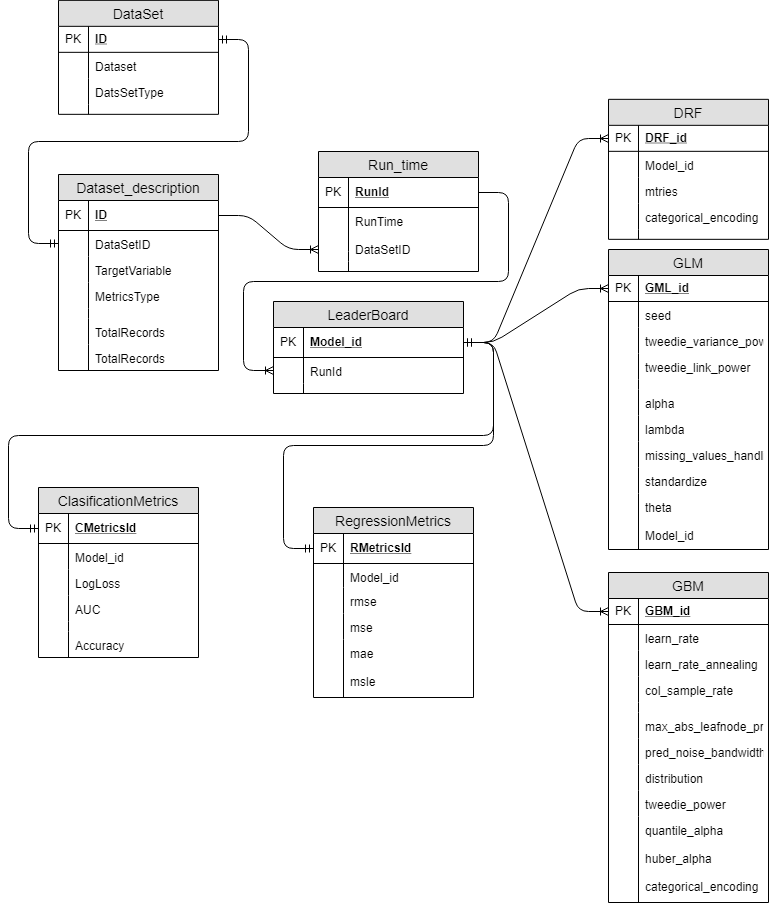 DataSet
PK ID
Dataset
DatsSetType
Dataset_description
PK ID
DataSetID
TargetVariable
MetricsType
TotalRecords
TotalRecords
Run_time
PK RunId
RunTime
DataSetID
LeaderBoard
PK Model_id
RunId
ClasificationMetrics
PK CMetricsId
Model_id
LogLoss
AUC
Accuracy
RegressionMetrics
PK RMetricsId
Model_id
rmse
mse
mae
msle
DRF
PK DRF_id
Model_id
mtries
categorical_encoding
GLM
PK GML_id
seed
tweedie_variance_pov
tweedie_link_power
alpha
lambda
missing_values_handl
standardize
theta
Model_id
GBM
PK GBM_id
learn_rate
learn_rate_annealing
col_sample_rate
max_abs_leafnode_pr
pred_noise_bandwidth
distribution
tweedie_power
quantile_alpha
huber_alpha
categorical_encoding